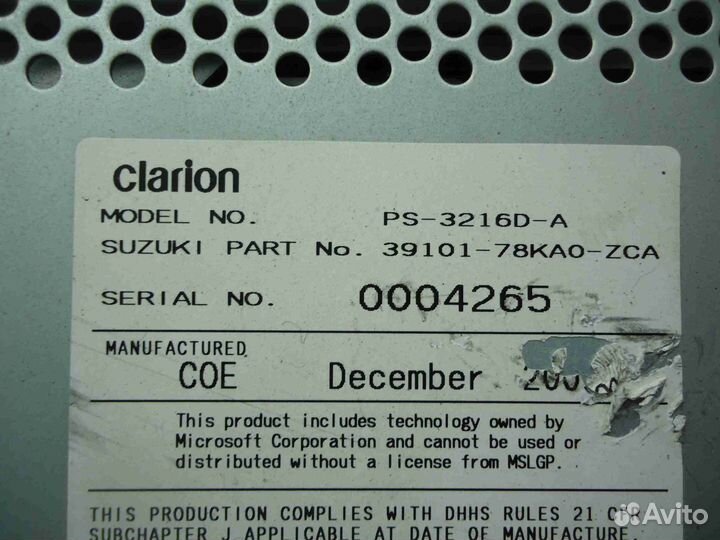 clarion
MODEL NO. PS-3216D-A
SUZUKI PART No. 39101-78KA0-ZCA
SERIAL NO. 0004265
MANUFACTURED
COE December
This product includes technology owned by
Microsoft Corporation and cannot be used or
distributed without a license from MSLGP.
THIS PRODUCTION COMPLIES WITH DHHS RULES 21 CFR
SUBCHAPTER J APPLICABLE AT DATE OF MANUFACTURE.
Avito